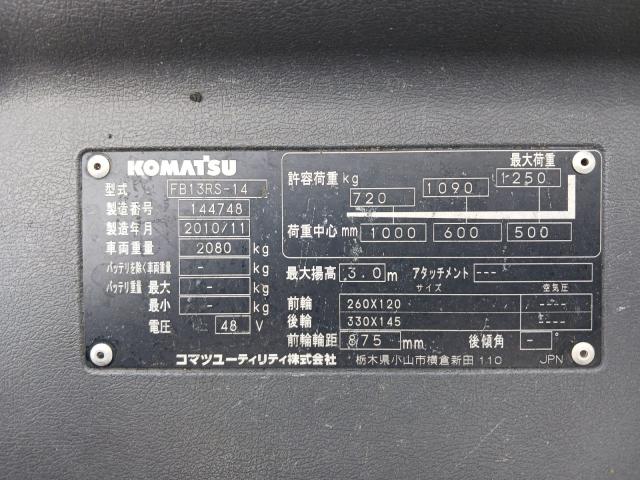 KOMATSU
型式 FB13RS-14
製造番号 144748
製造年月 2010/11
車両重量 2080 kg
バッテリを除く車両重量 - kg
バッテリ重量 最大 - kg
最小 - kg
電圧 48 V
最大荷重
許容荷重 kg 720 1090 1250
荷重中心 mm 1000 600 500
最大揚高 3.0 m アタッチメント ---
サイズ 空気圧
前輪 260X120 ----
後輪 330X145 ----
前輪輪距 875 mm 後傾角 - °
コマツユーティリティ株式会社 栃木県小山市横倉新田110 JPN